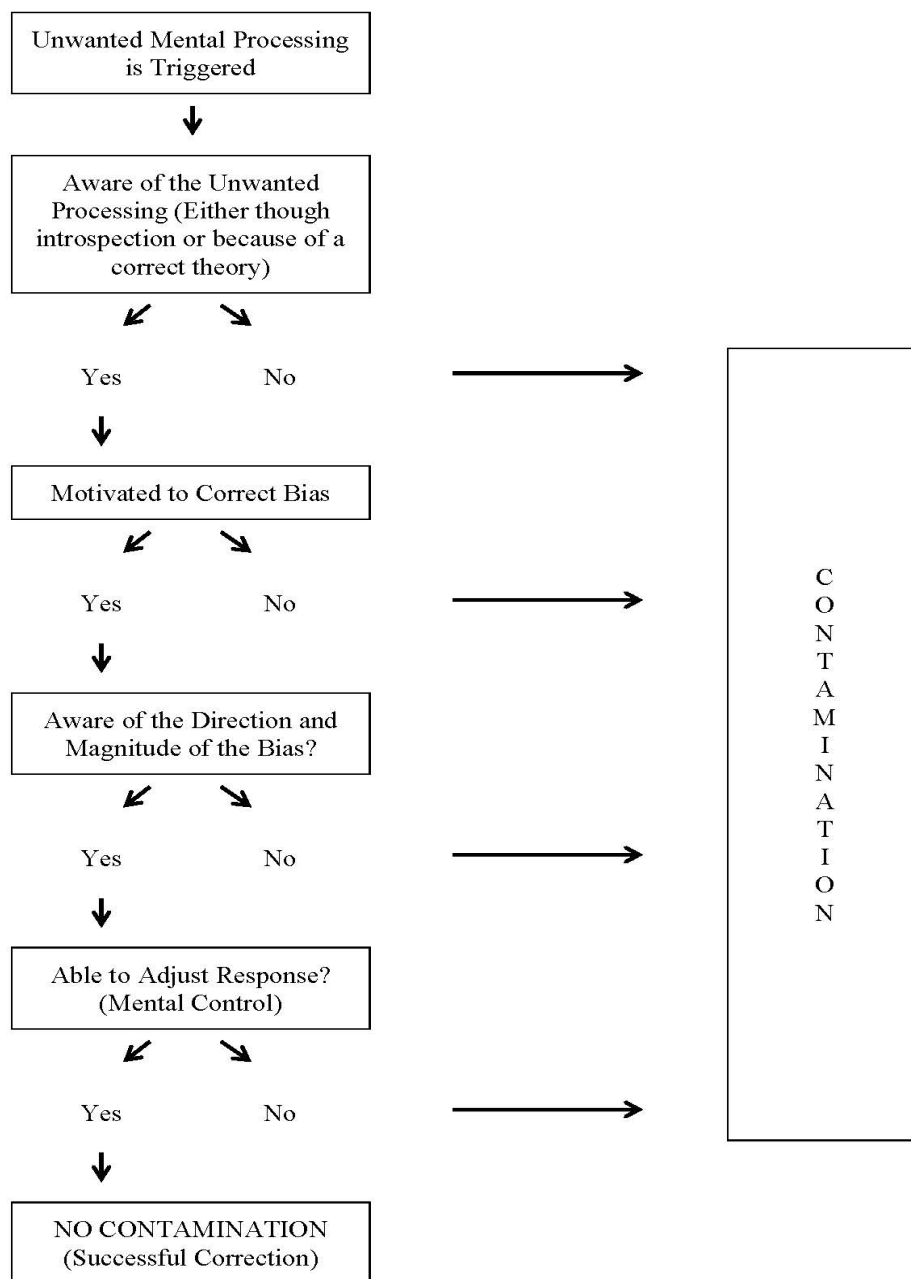 Unwanted Mental Processing
is Triggered
Aware of the Unwanted
Processing (Either though
introspection or because of a
correct theory)
Yes No
Motivated to Correct Bias
Yes No
Aware of the Direction and
Magnitude of the Bias?
Yes No
Able to Adjust Response?
(Mental Control)
Yes No
NO CONTAMINATION
(Successful Correction)
C
O
N
T
A
M
I
N
A
T
I
O
N